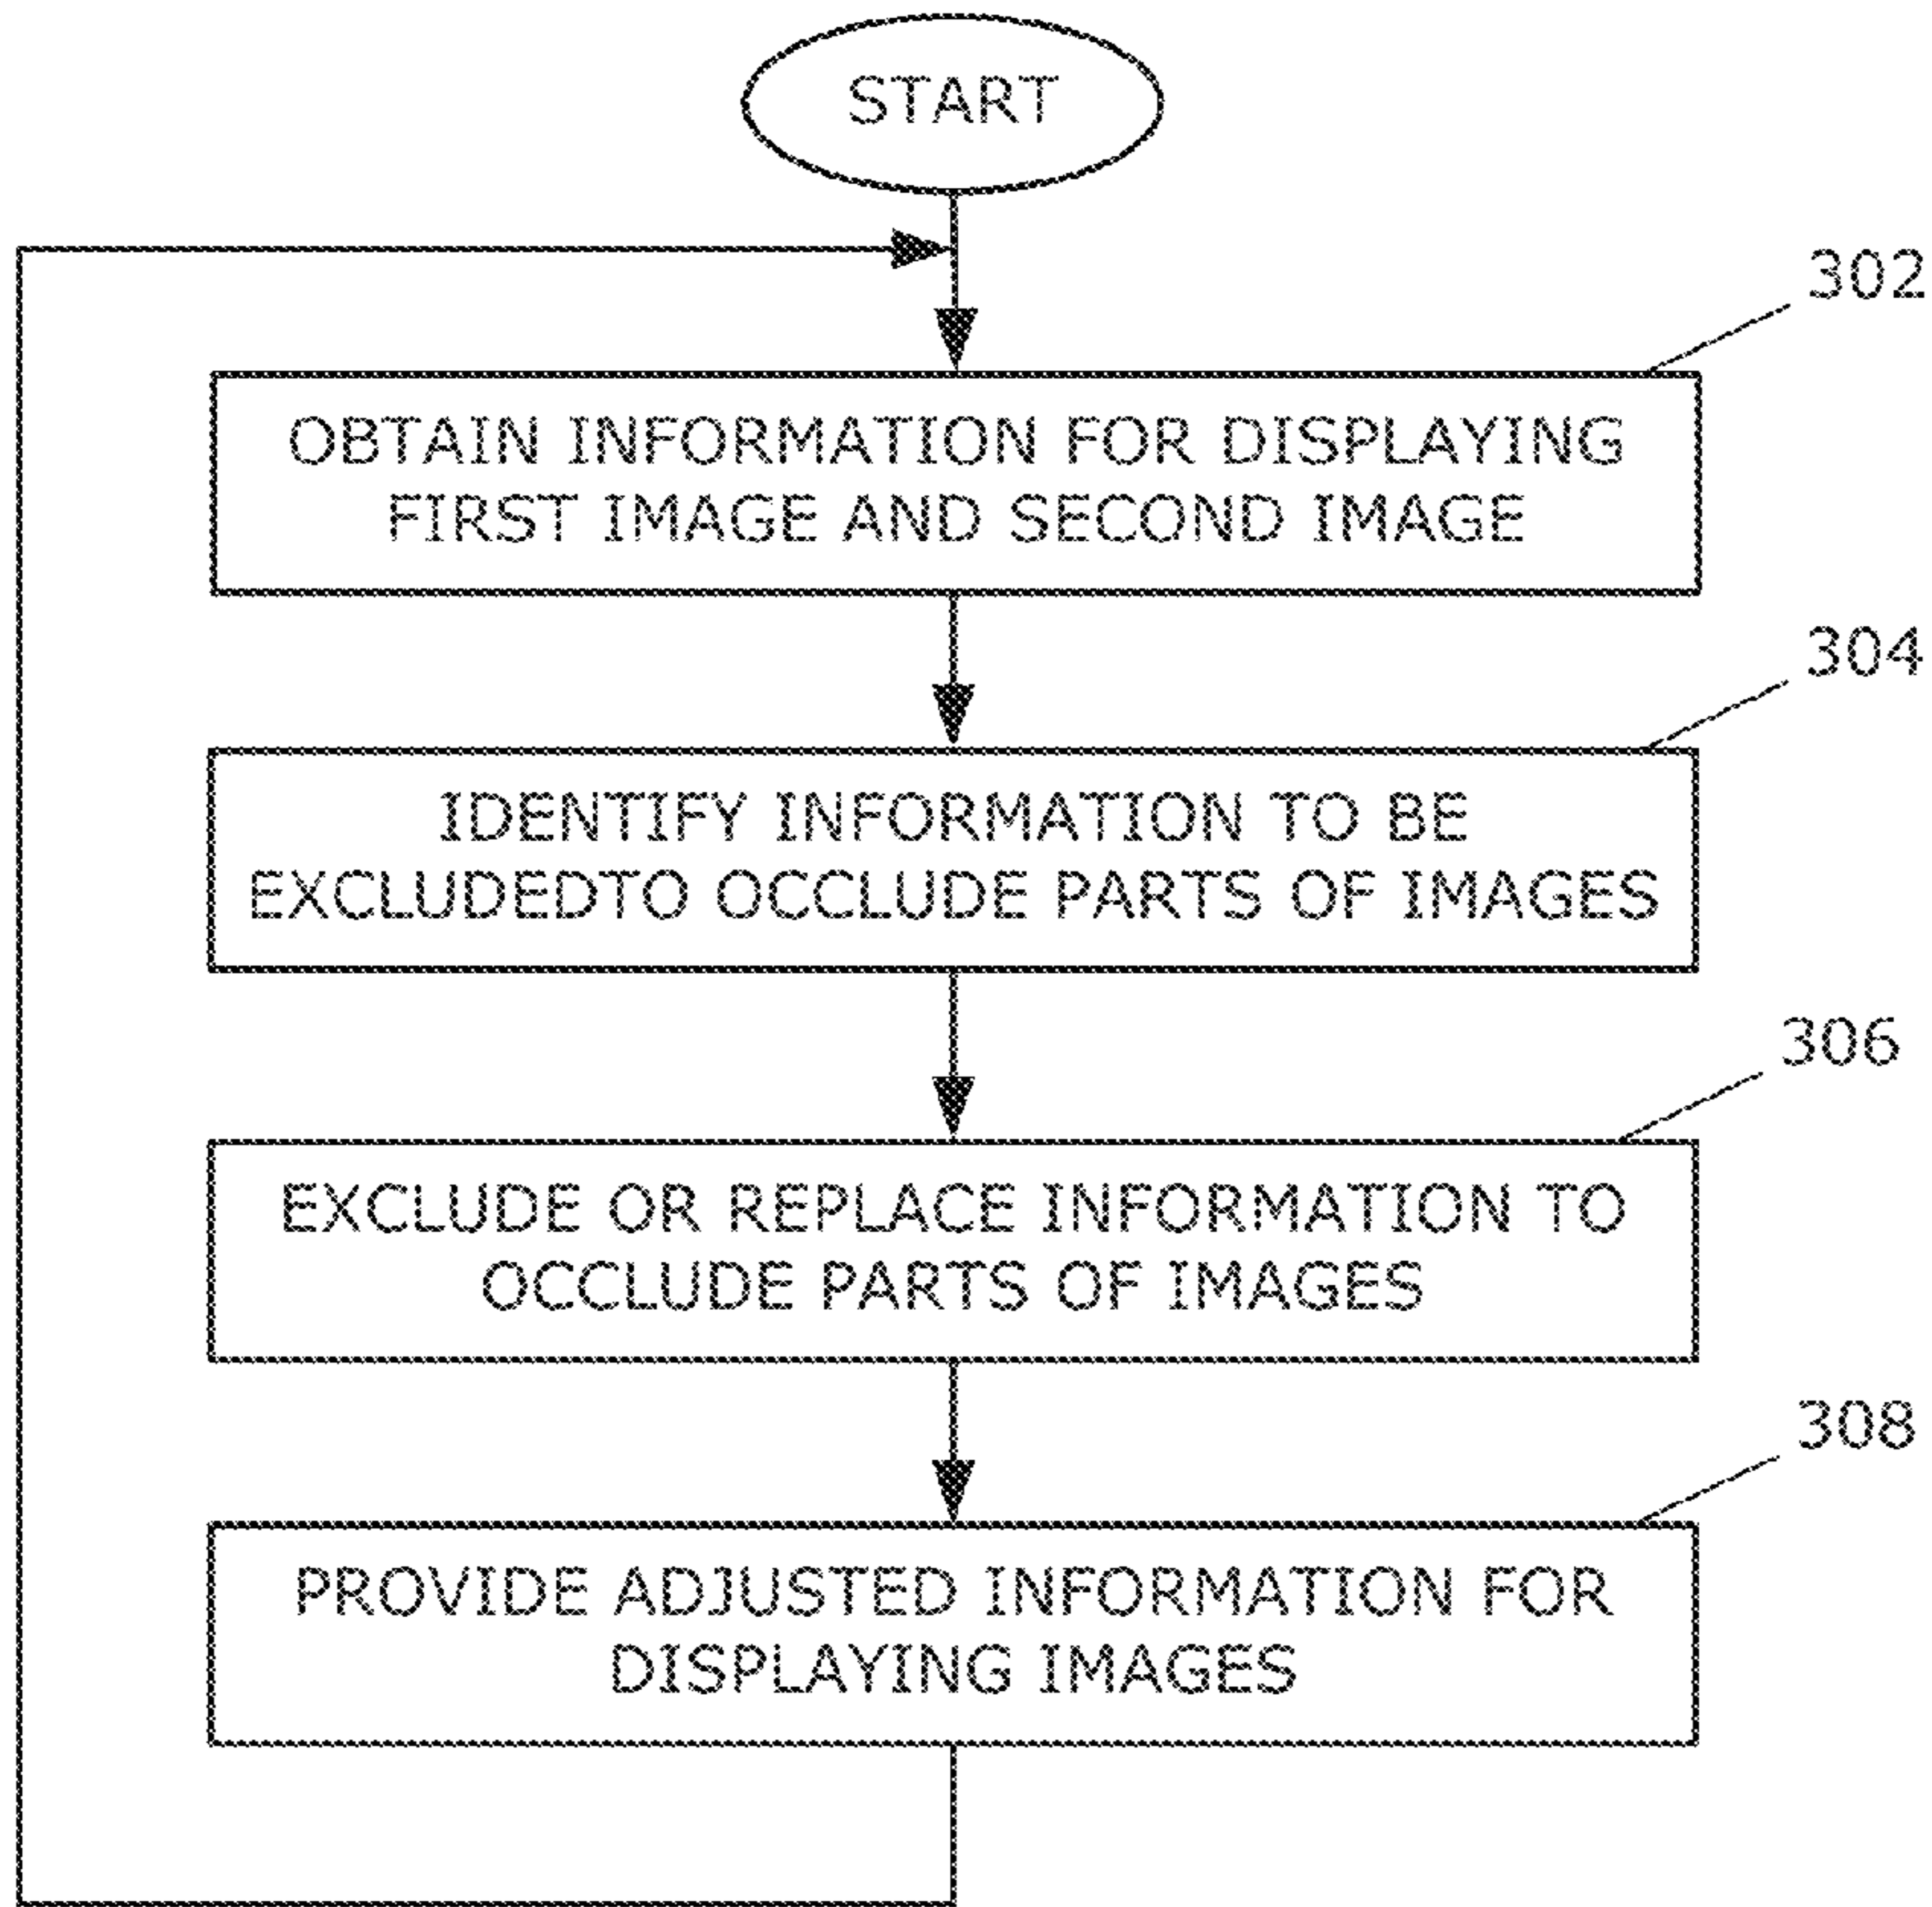 START
302
OBTAIN INFORMATION FOR DISPLAYING
FIRST IMAGE AND SECOND IMAGE
304
IDENTIFY INFORMATION TO BE
EXCLUDEDTO OCCLUDE PARTS OF IMAGES
306
EXCLUDE OR REPLACE INFORMATION TO
OCCLUDE PARTS OF IMAGES
308
PROVIDE ADJUSTED INFORMATION FOR
DISPLAYING IMAGES